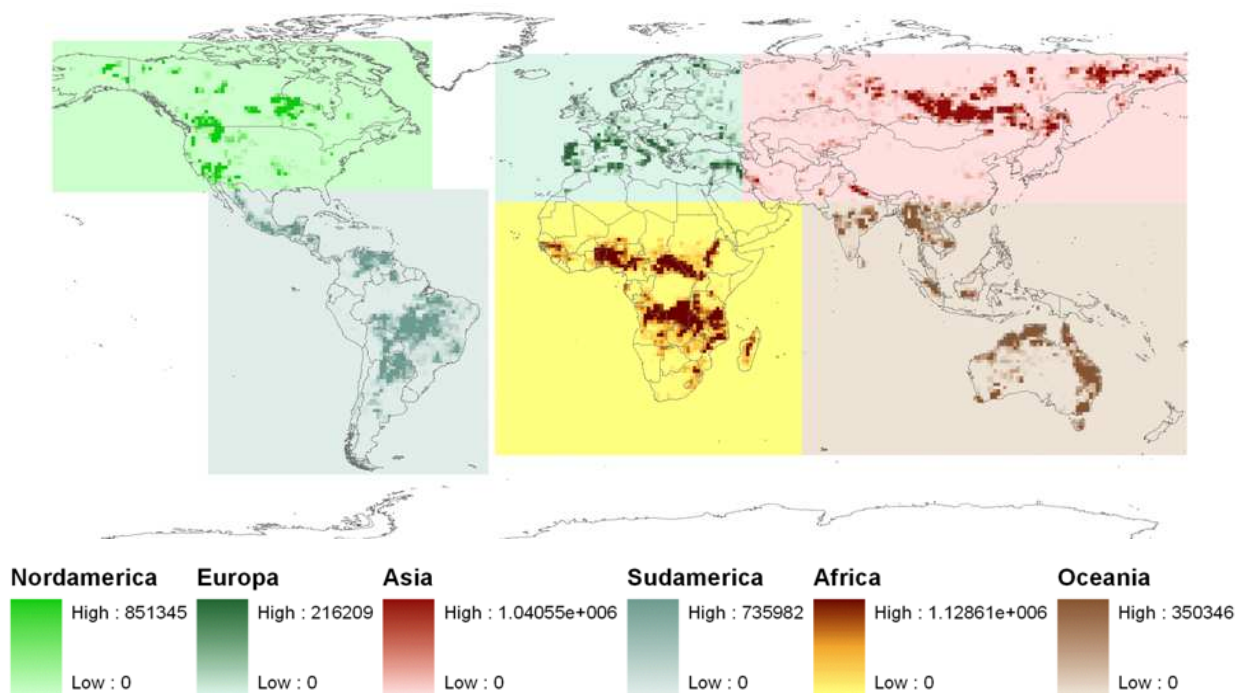 Nordamerica
High : 851345
Low : 0
Europa
High : 216209
Low : 0
Asia
High : 1.04055e+006
Low : 0
Sudamerica
High : 735982
Low : 0
Africa
High : 1.12861e+006
Low : 0
Oceania
High : 350346
Low : 0